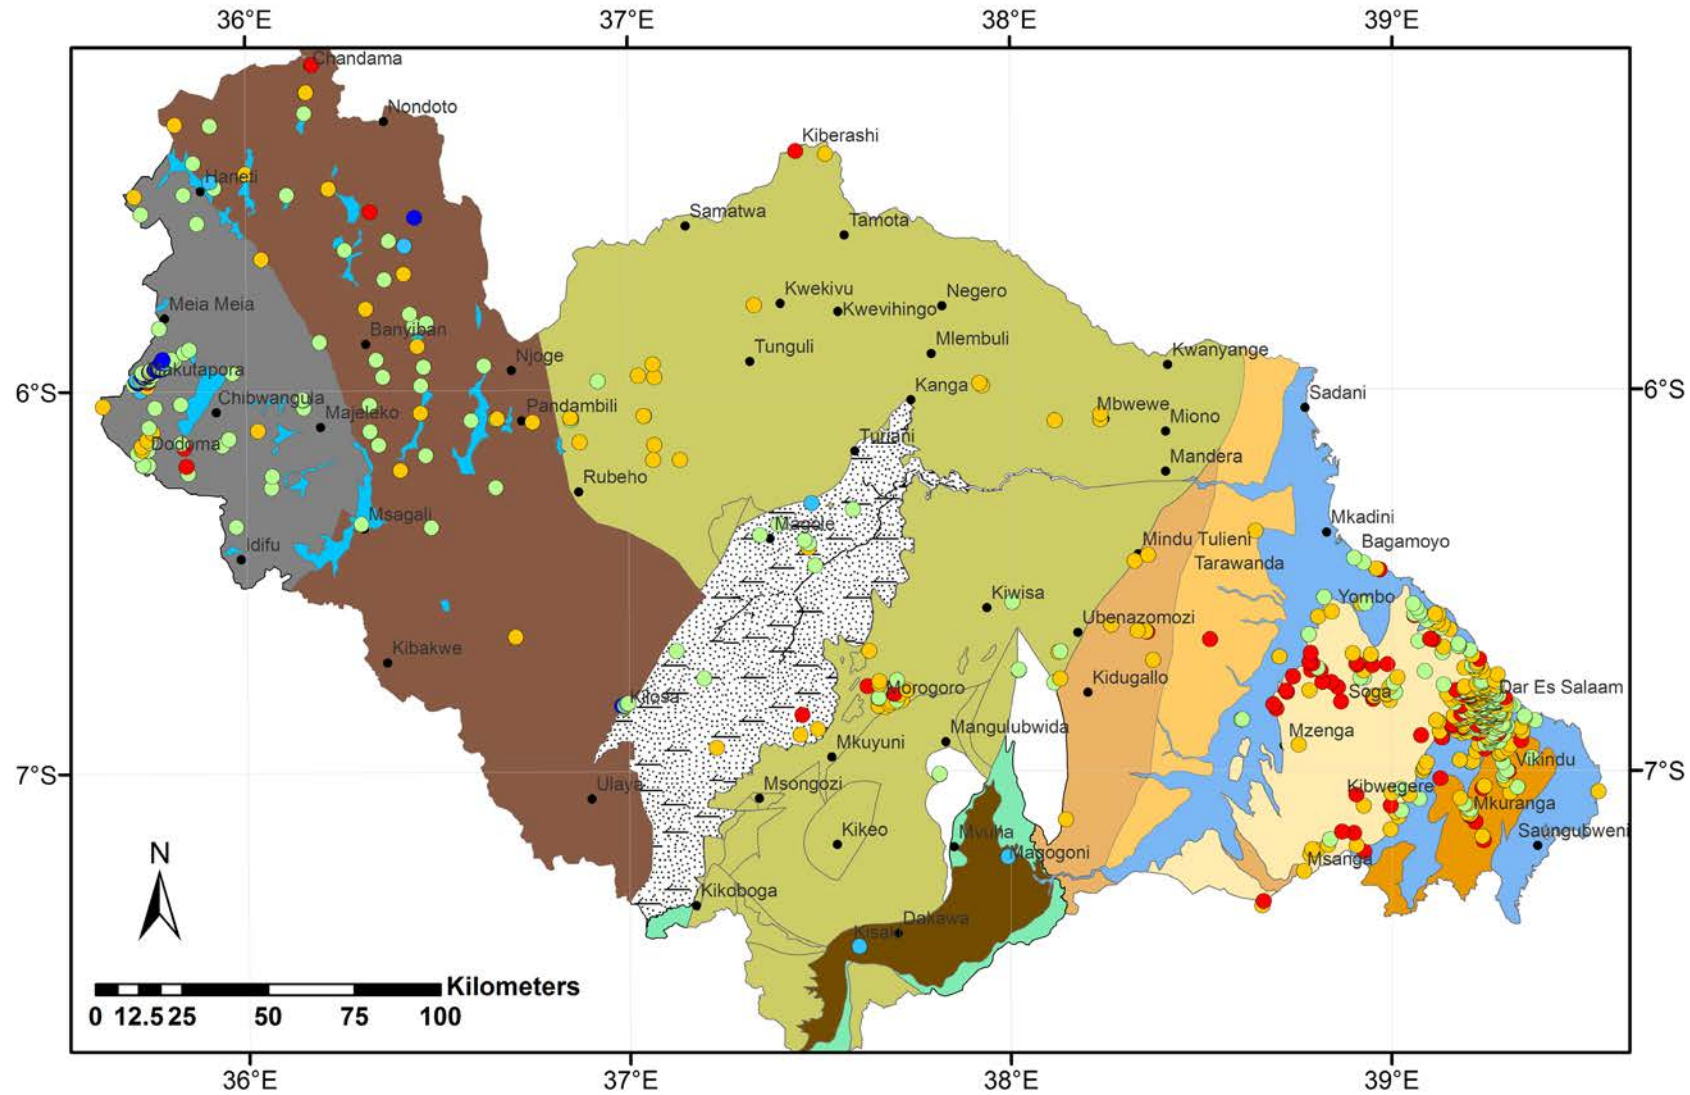 36°E 37°E 38°E 39°E
Chandama
Nondoto
Kiberashi
Haneti
Samatwa
Tamota
Meia Meia
Kwekivu
Negero
Kwevihingo
Banyiban
Mlembuli
Tunguli
Njoge
Kwanyange
akutapora
6°S
6°S
Kanga
Sadani
Chibwangula
Majeleko
Pandambili
Mbwewe
Miono
Dodoma
Turiani
Mandera
Rubeho
Msagali
Magole
Mkadini
Idifu
Mindu Tulieni
Bagamoyo
Tarawanda
Kiwisa
Yombo
Ubenazomozi
Kibakwe
Kidugallo
Morogoro
Soga
Dar Es Salaam
Kilosa
Mangulubwida
Mzenga
Mkuyuni
7°S
7°S
Vikindu
Ulaya
Msongozi
Kibwegere
Mkuranga
Kikeo
Mvuha
Saungubweni
Magogoni
Msanga
N
Kikoboga
Dakawa
Kisaki
Kilometers
0 12.5 25 50 75 100
36°E 37°E 38°E 39°E